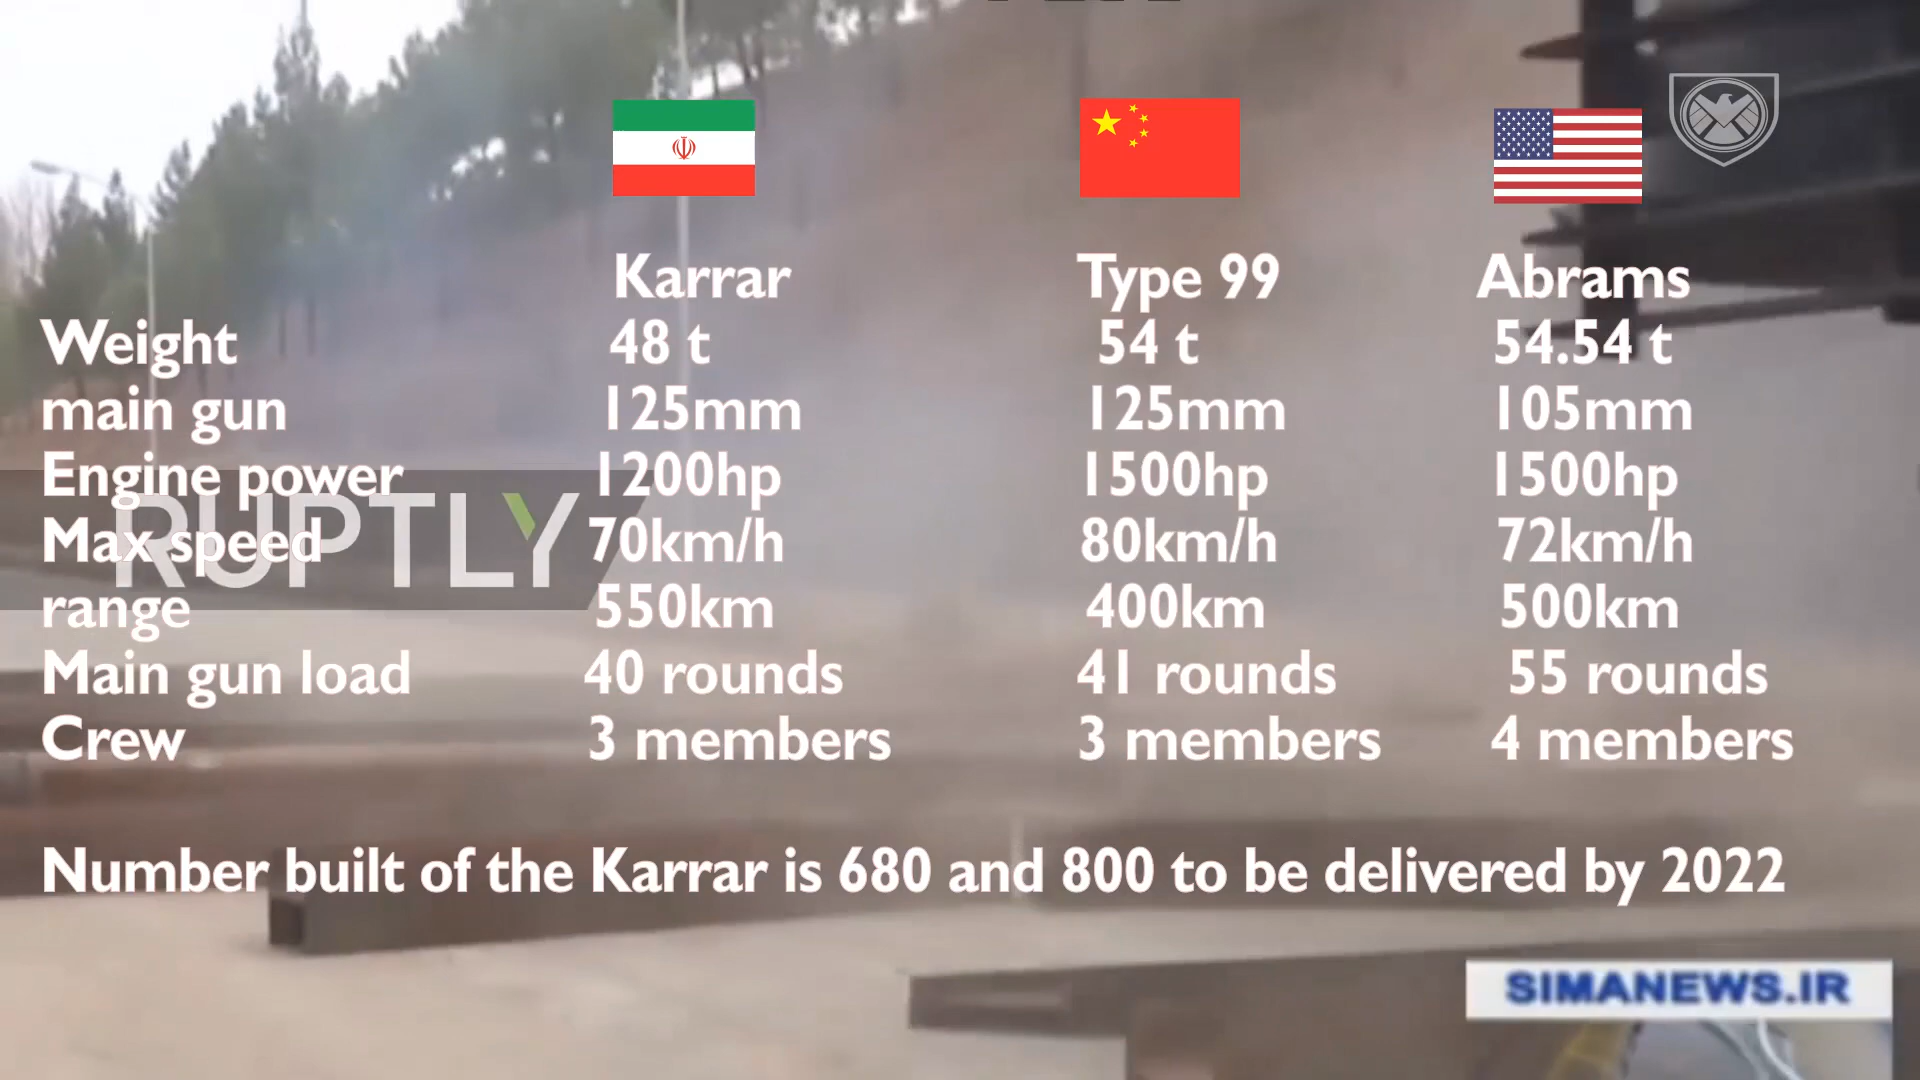 Karrar Type 99 Abrams
Weight 48 t 54 t 54.54 t
main gun 125mm 125mm 105mm
Engine power 1200hp 1500hp 1500hp
RUPTLY
Max speed 70km/h 80km/h 72km/h
range 550km 400km 500km
Main gun load 40 rounds 41 rounds 55 rounds
Crew 3 members 3 members 4 members
Number built of the Karrar is 680 and 800 to be delivered by 2022
SIMANEWS.IR